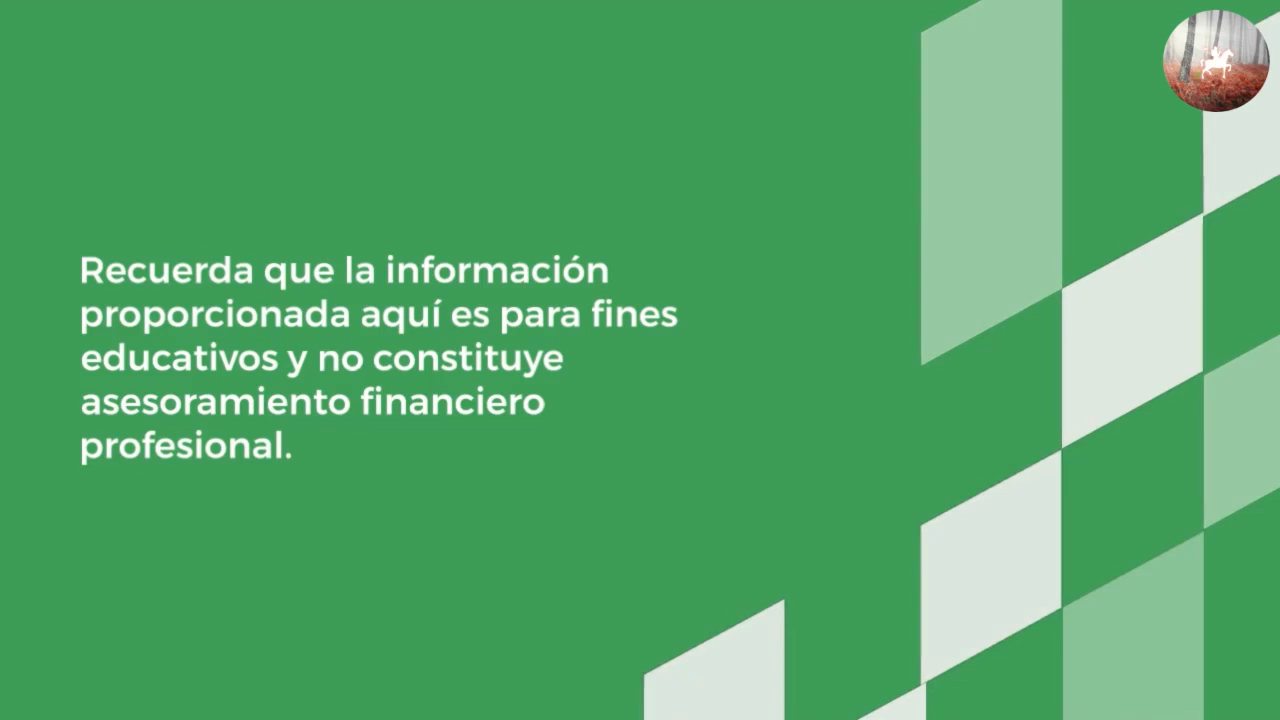 Recuerda que la información
proporcionada aquí es para fines
educativos y no constituye
asesoramiento financiero
profesional.